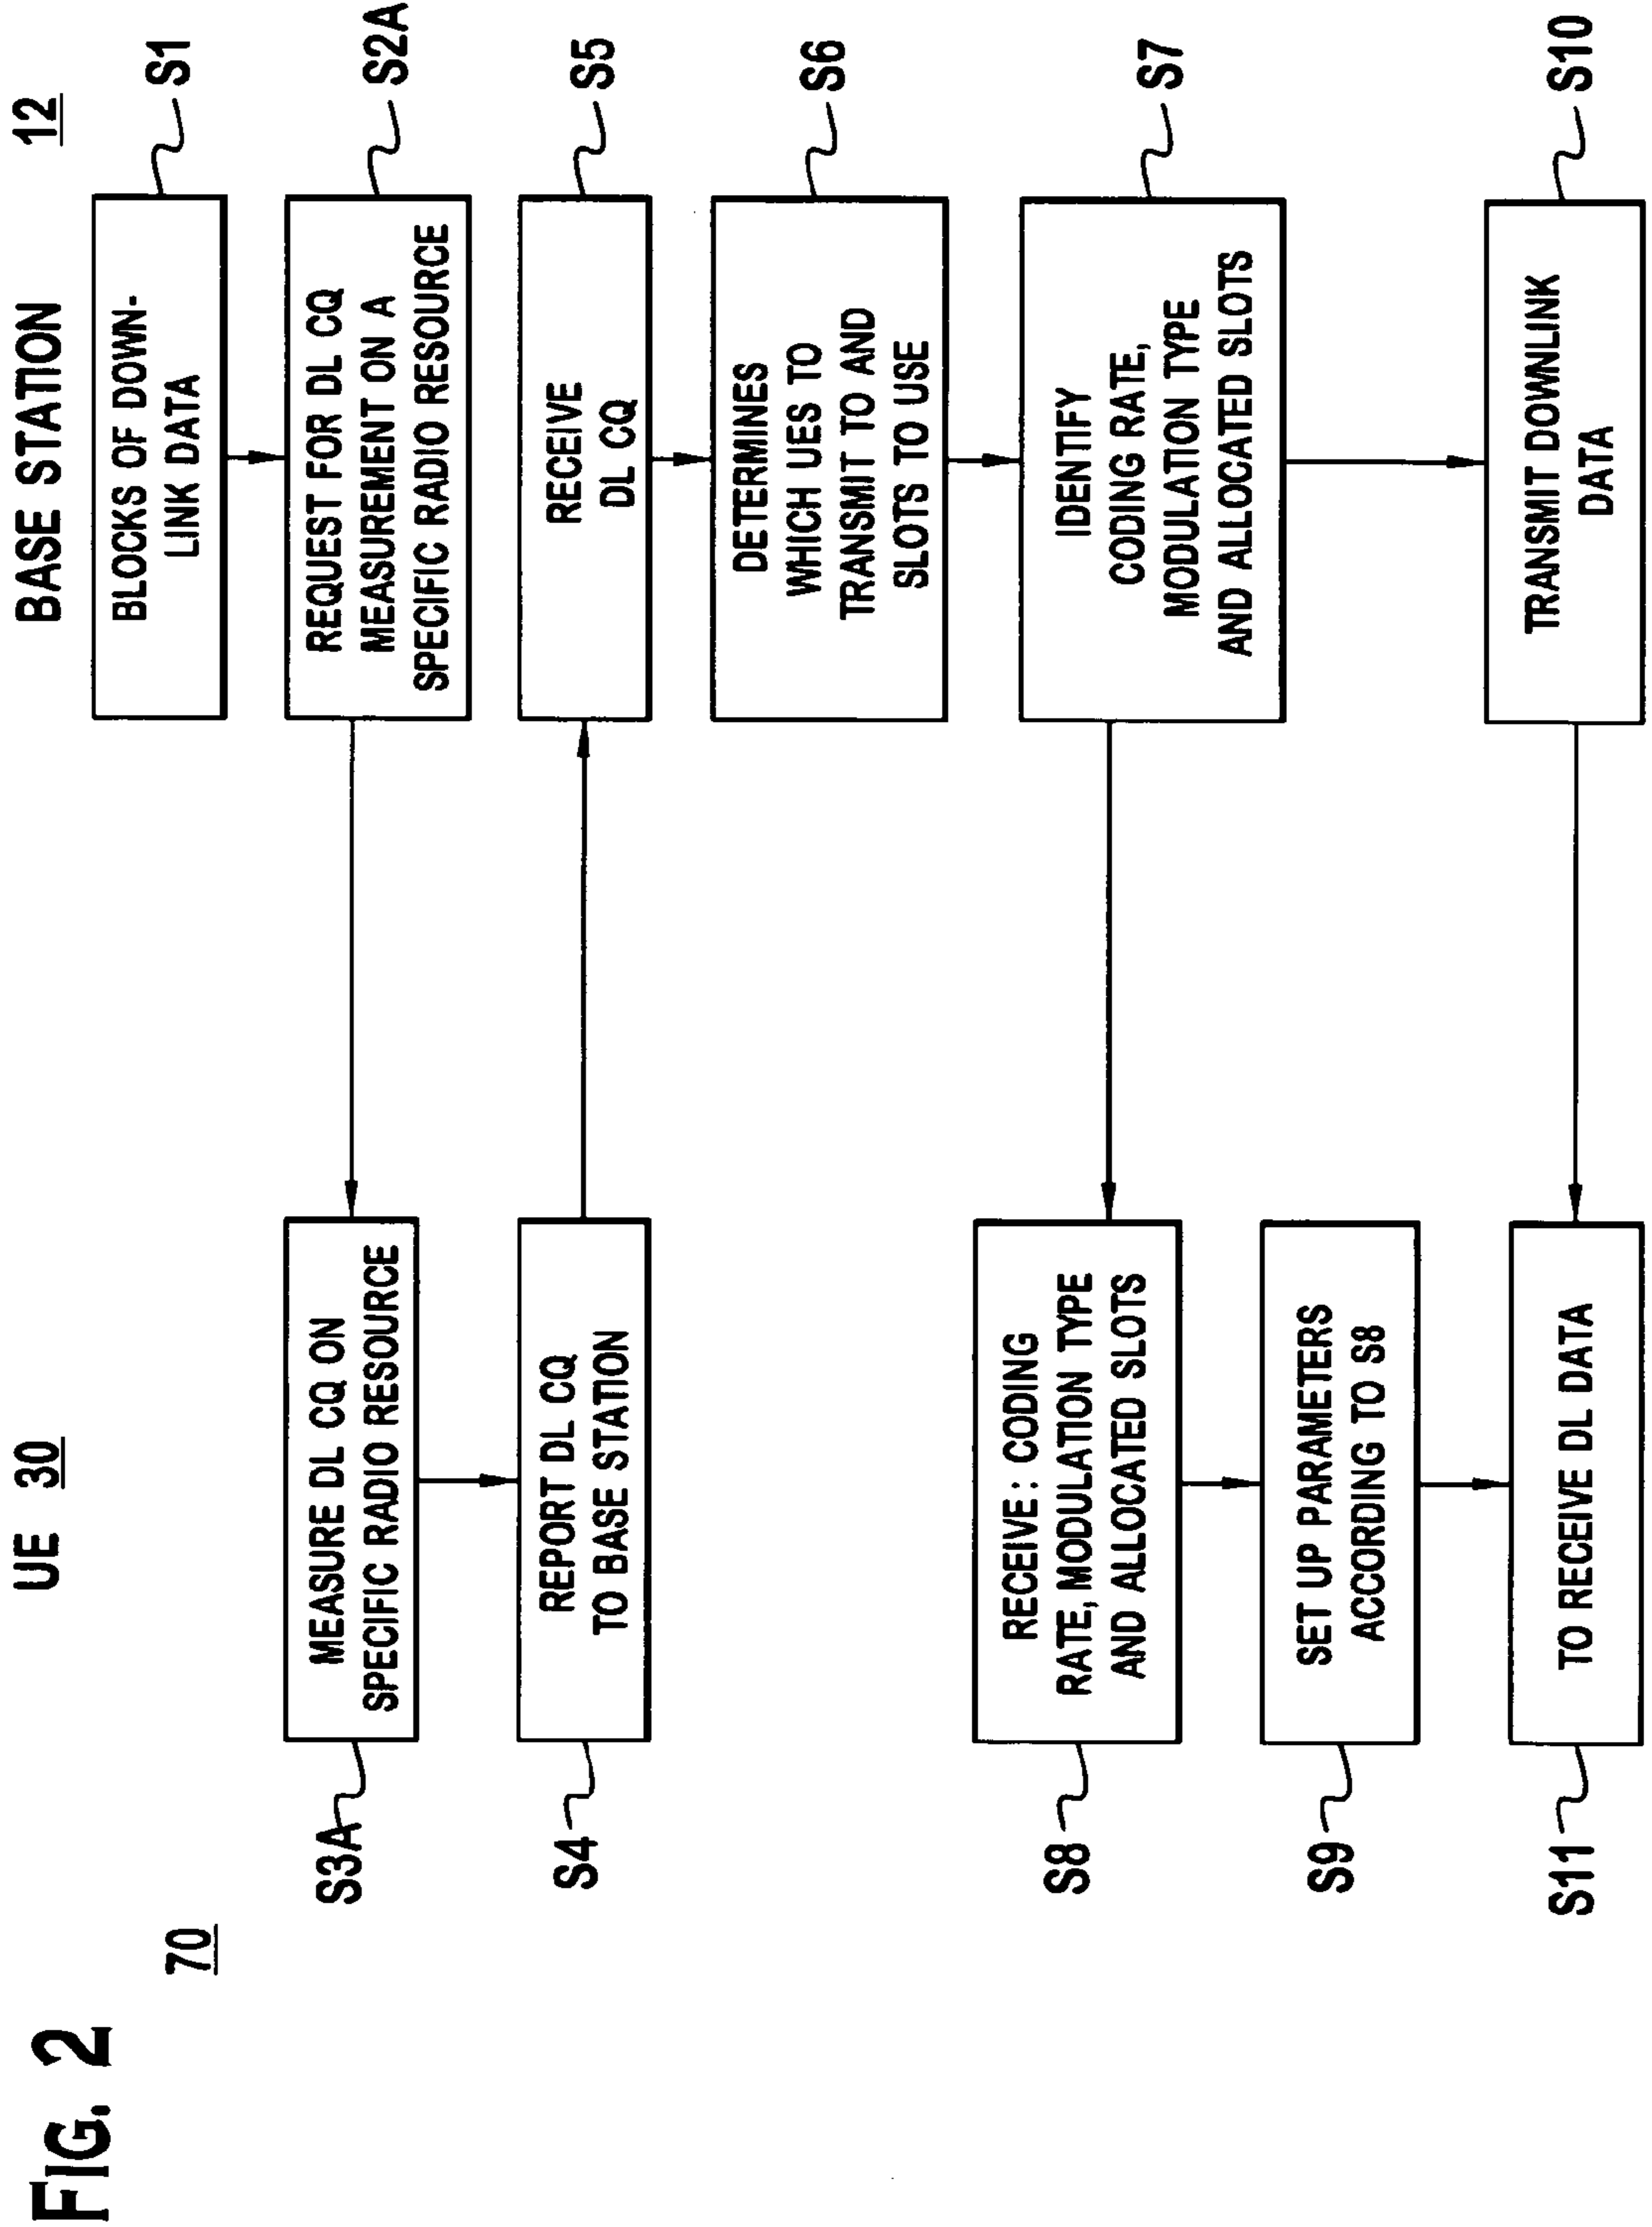 FIG. 2
70
UE 30
BASE STATION 12
BLOCKS OF DOWN-
LINK DATA
S1
REQUEST FOR DL CQ
MEASUREMENT ON A
SPECIFIC RADIO RESOURCE
S2A
S3A
MEASURE DL CQ ON
SPECIFIC RADIO RESOURCE
S4
REPORT DL CQ
TO BASE STATION
RECEIVE
DL CQ
S5
DETERMINES
WHICH UES TO
TRANSMIT TO AND
SLOTS TO USE
S6
IDENTIFY
CODING RATE,
MODULATION TYPE
AND ALLOCATED SLOTS
S7
S8
RECEIVE: CODING
RATE, MODULATION TYPE
AND ALLOCATED SLOTS
S9
SET UP PARAMETERS
ACCORDING TO S8
TRANSMIT DOWNLINK
DATA
S10
S11
TO RECEIVE DL DATA